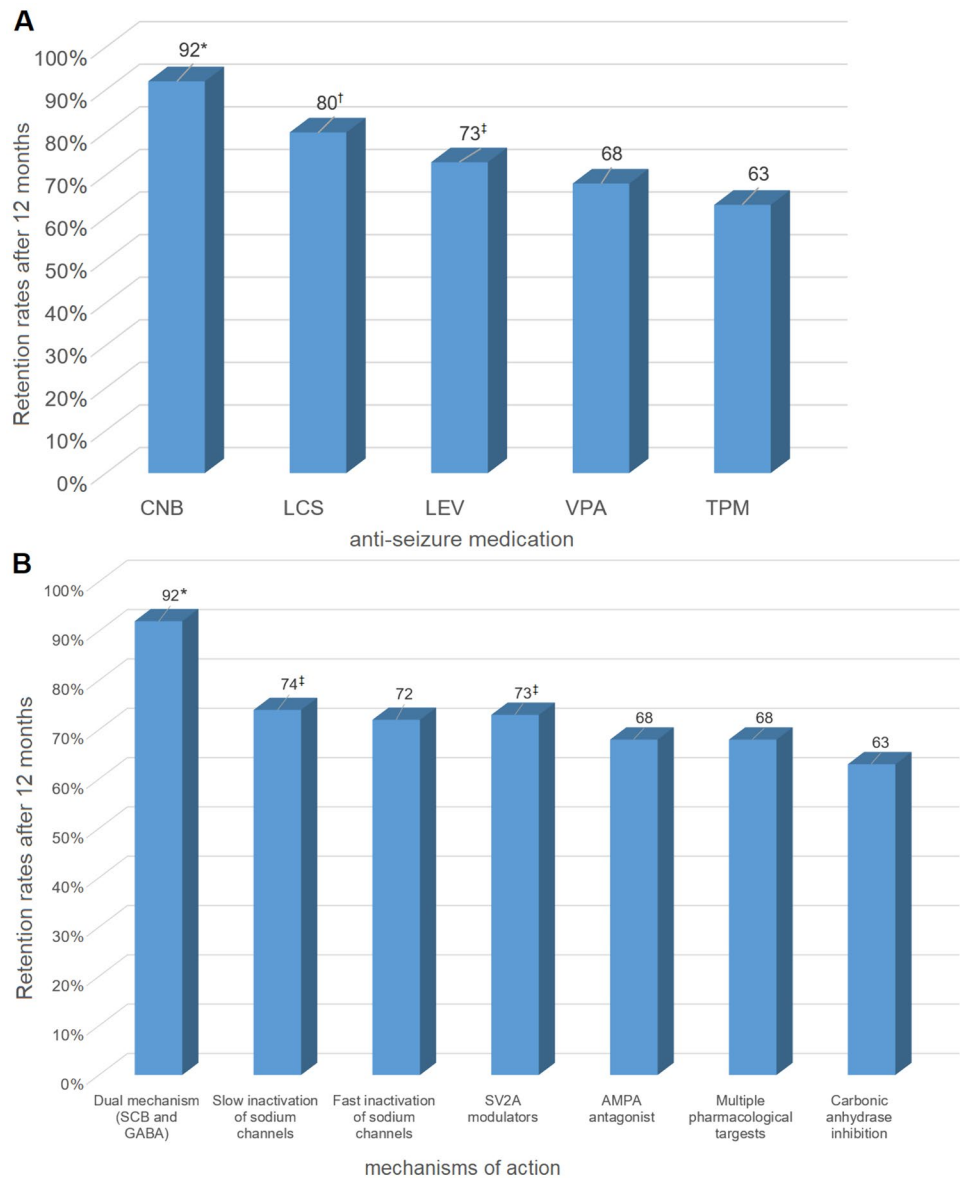 A
Retention rates after 12 months
100%
90%
80%
70%
60%
50%
40%
30%
20%
10%
0%
92*
80†
73‡
68
63
CNB
LCS
LEV
VPA
TPM
anti-seizure medication
B
Retention rates after 12 months
100%
90%
80%
70%
60%
50%
40%
30%
20%
10%
0%
92*
74‡
72
73‡
68
68
63
Dual mechanism
(SCB and
GABA)
Slow inactivation
of sodium
channels
Fast inactivation
of sodium
channels
SV2A
modulators
AMPA
antagonist
Multiple
pharmacological
targests
Carbonic
anhydrase
inhibition
mechanisms of action